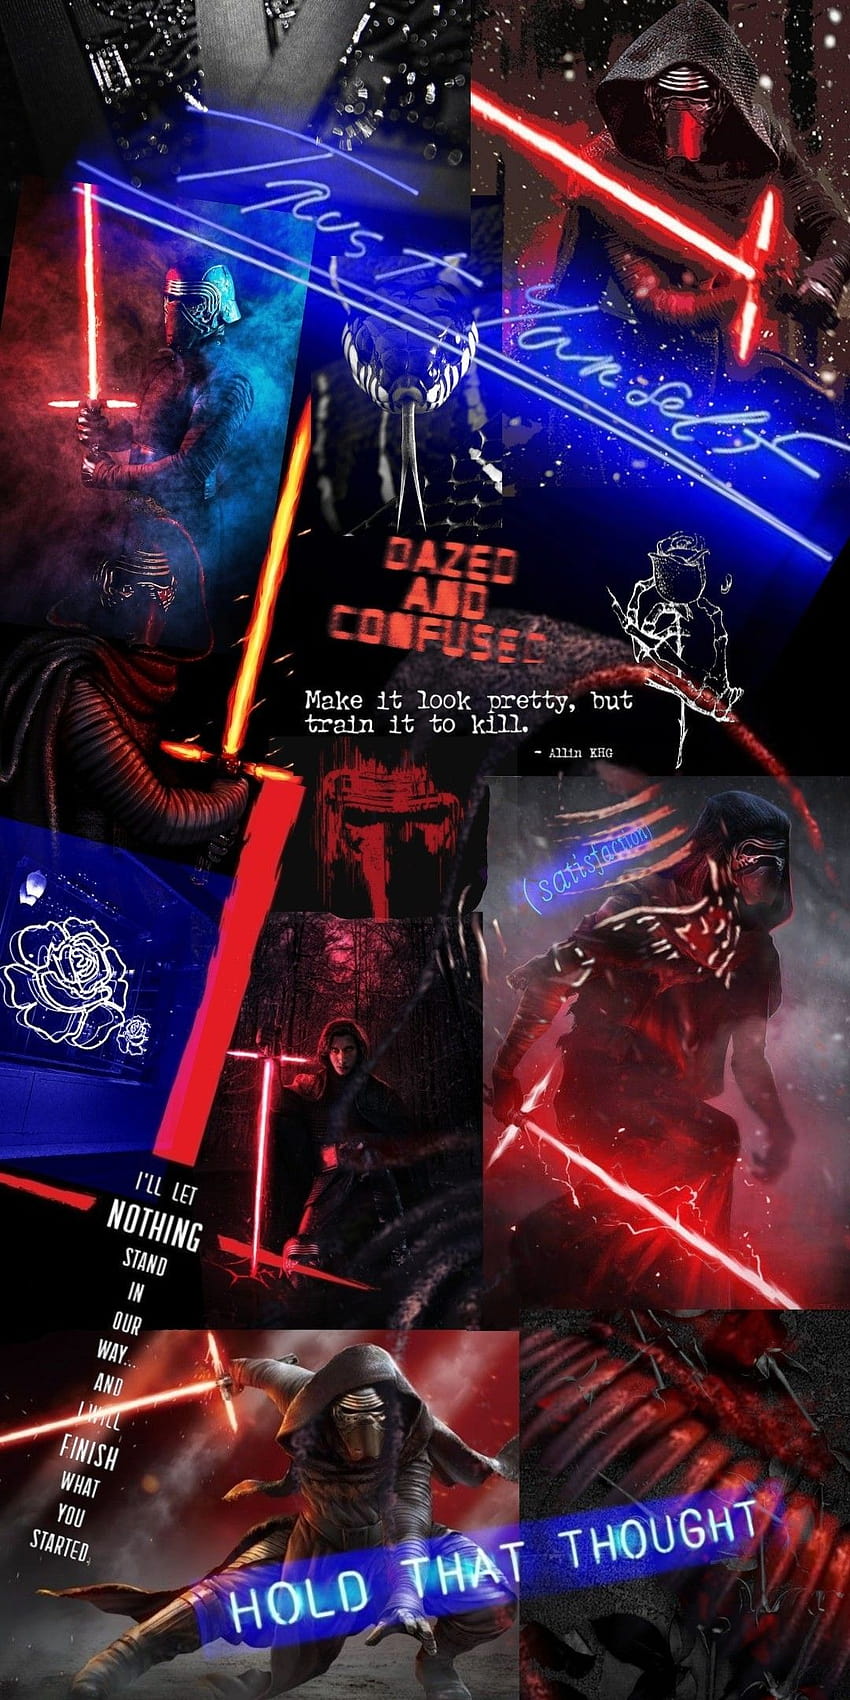 Trust
Yourself
DAZED
AND
CONFUSED
Make it look pretty, but
train it to kill.
- Allin KHG
(satisfaction)
I'LL LET
NOTHING
STAND
IN
OUR
WAY...
AND
I WILL
FINISH
WHAT
YOU
STARTED.
HOLD THAT THOUGHT